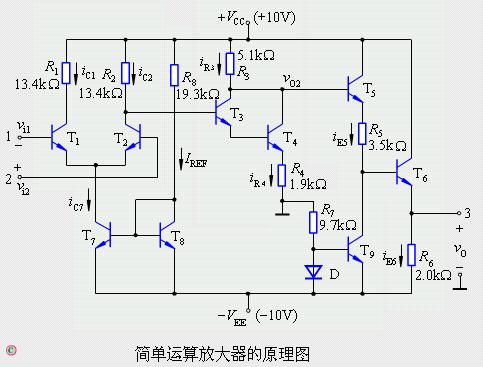 +VCC (+10V)
R1 iC1 R2 iC2 R8 iR3 5.1kΩ R3
13.4kΩ 13.4kΩ 19.3kΩ
vO2
T5
1 vi1 − T1 T2 T3 T4
iE5 R5 3.5kΩ
IREF
T6
+ 2 vi2
iR4 R4 1.9kΩ
iC7
R7 9.7kΩ
3 +
T7 T8 T9
D
iE6 R6 2.0kΩ
vO −
−VEE (−10V)
© 简单运算放大器的原理图